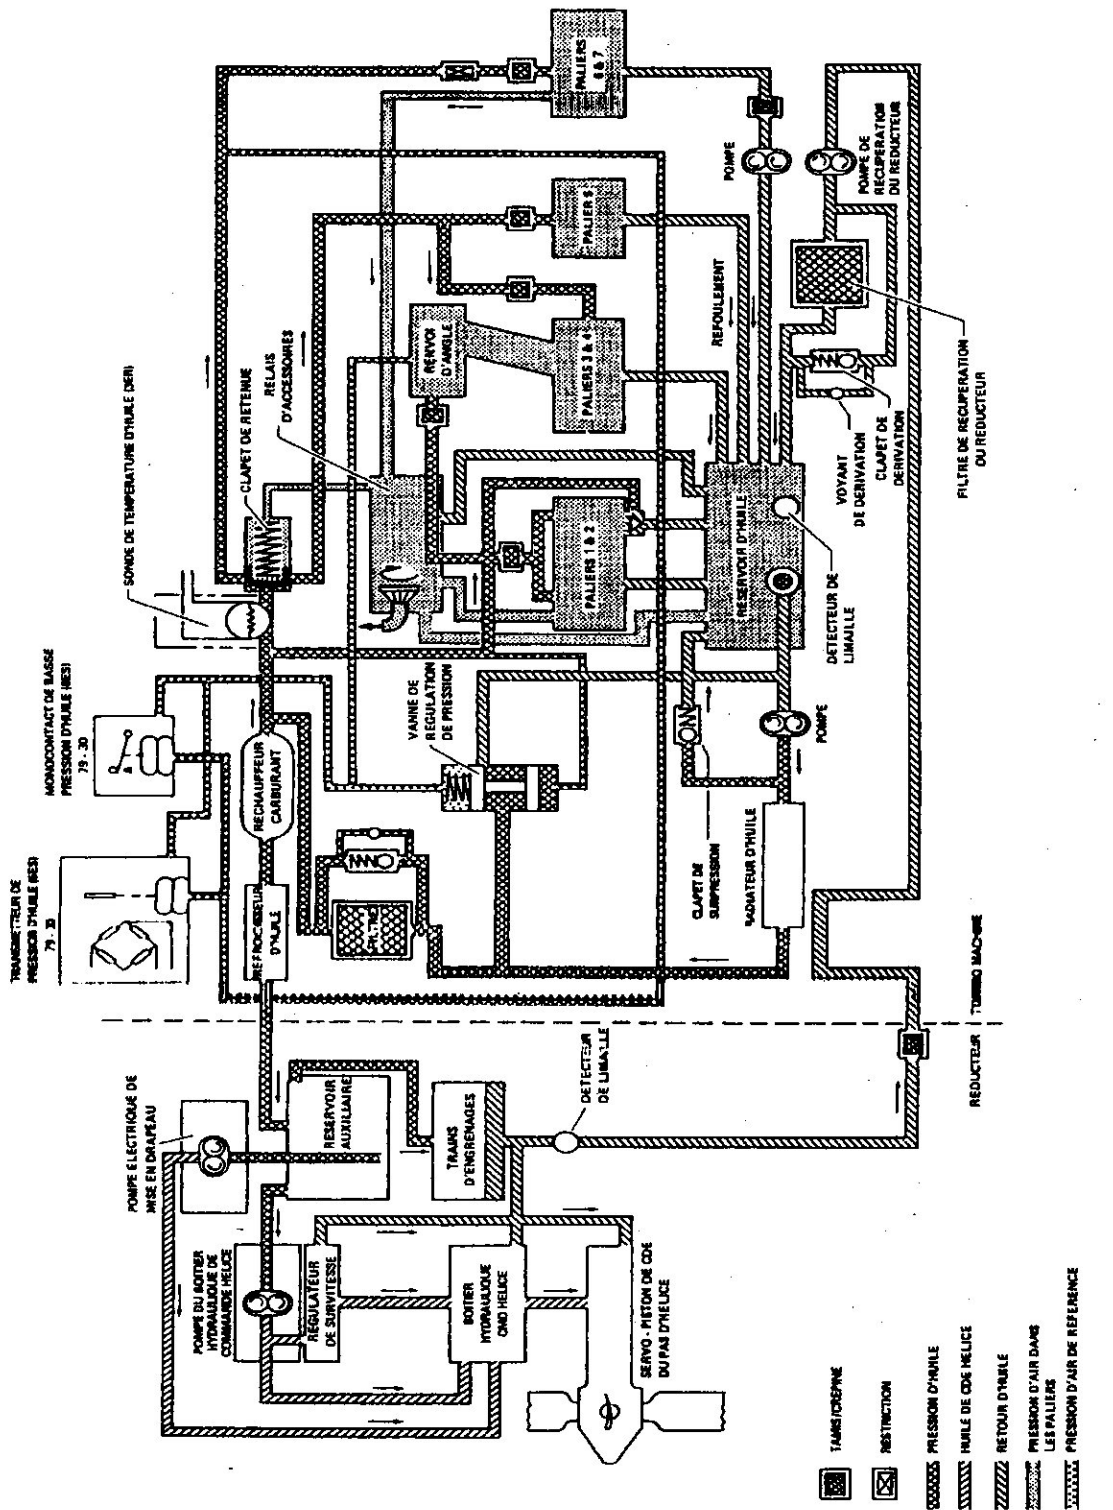 TRANSMETTEUR DE
PRESSION D'HUILE (6ES)
79 - 30
MONOCONTACT DE BASSE
PRESSION D'HUILE (8ES)
79 - 30
SONDE DE TEMPERATURE D'HUILE (3ER)
CLAPET DE RETENUE
RELAIS
D'ACCESSOIRES
REFROIDISSEUR
D'HUILE
RECHAUFFEUR
CARBURANT
FILTRE
VANNE DE
REGULATION
DE PRESSION
RENVOI
D'ANGLE
PALIERS 1 & 2
PALIERS 3 & 4
PALIER 5
PALIERS
6 & 7
REFOULEMENT
POMPE
POMPE DE
RECUPERATION
DU REDUCTEUR
RESERVOIR D'HUILE
DETECTEUR DE
LIMAILLE
VOYANT
DE DERIVATION
CLAPET DE
DERIVATION
FILTRE DE RECUPERATION
DU REDUCTEUR
CLAPET DE
SURPRESSION
RADIATEUR D'HUILE
POMPE
TURBO MACHINE
REDUCTEUR
POMPE ELECTRIQUE DE
MISE EN DRAPEAU
RESERVOIR
AUXILIAIRE
TRAINS
D'ENGRENAGES
DETECTEUR
DE LIMAILLE
POMPE DU BOITIER
HYDRAULIQUE DE
COMMANDE HELICE
REGULATEUR
DE SURVITESSE
BOITIER
HYDRAULIQUE
CND HELICE
SERVO - PISTON DE CDE
DU PAS D'HELICE
TAMIS/CREPINE
RESTRICTION
PRESSION D'HUILE
HUILE DE CDE HELICE
RETOUR D'HUILE
PRESSION D'AIR DANS
LES PALIERS
PRESSION D'AIR DE REFERENCE